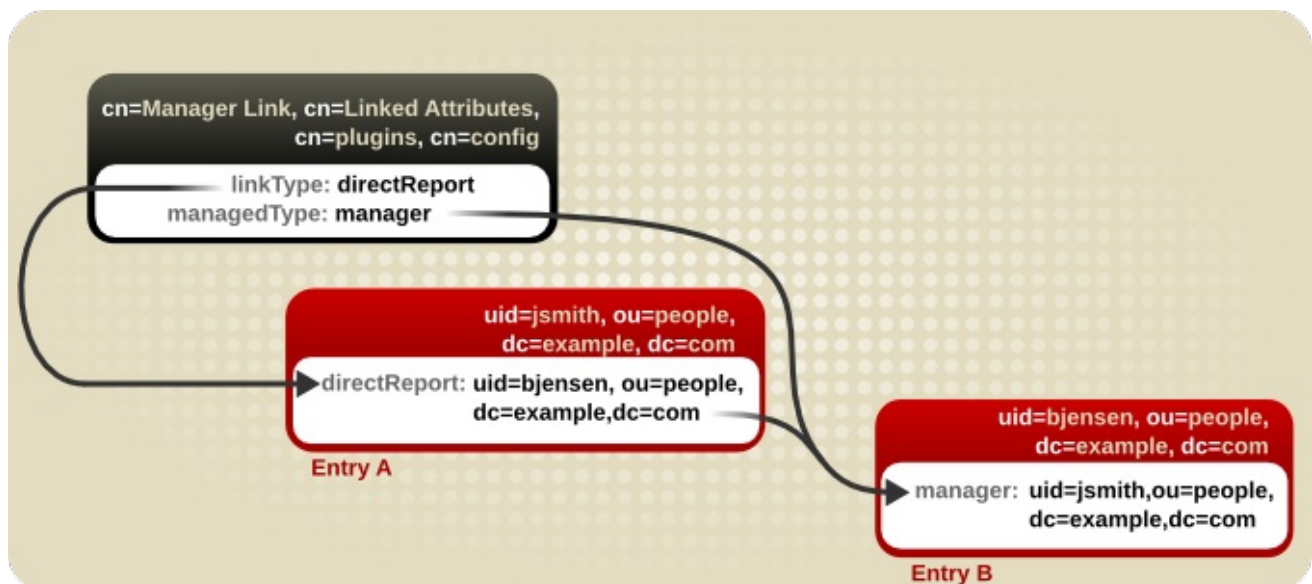 cn=Manager Link, cn=Linked Attributes,
cn=plugins, cn=config
linkType: directReport
managedType: manager
uid=jsmith, ou=people,
dc=example, dc=com
directReport: uid=bjensen, ou=people,
dc=example,dc=com
Entry A
uid=bjensen, ou=people,
dc=example, dc=com
manager: uid=jsmith,ou=people,
dc=example,dc=com
Entry B